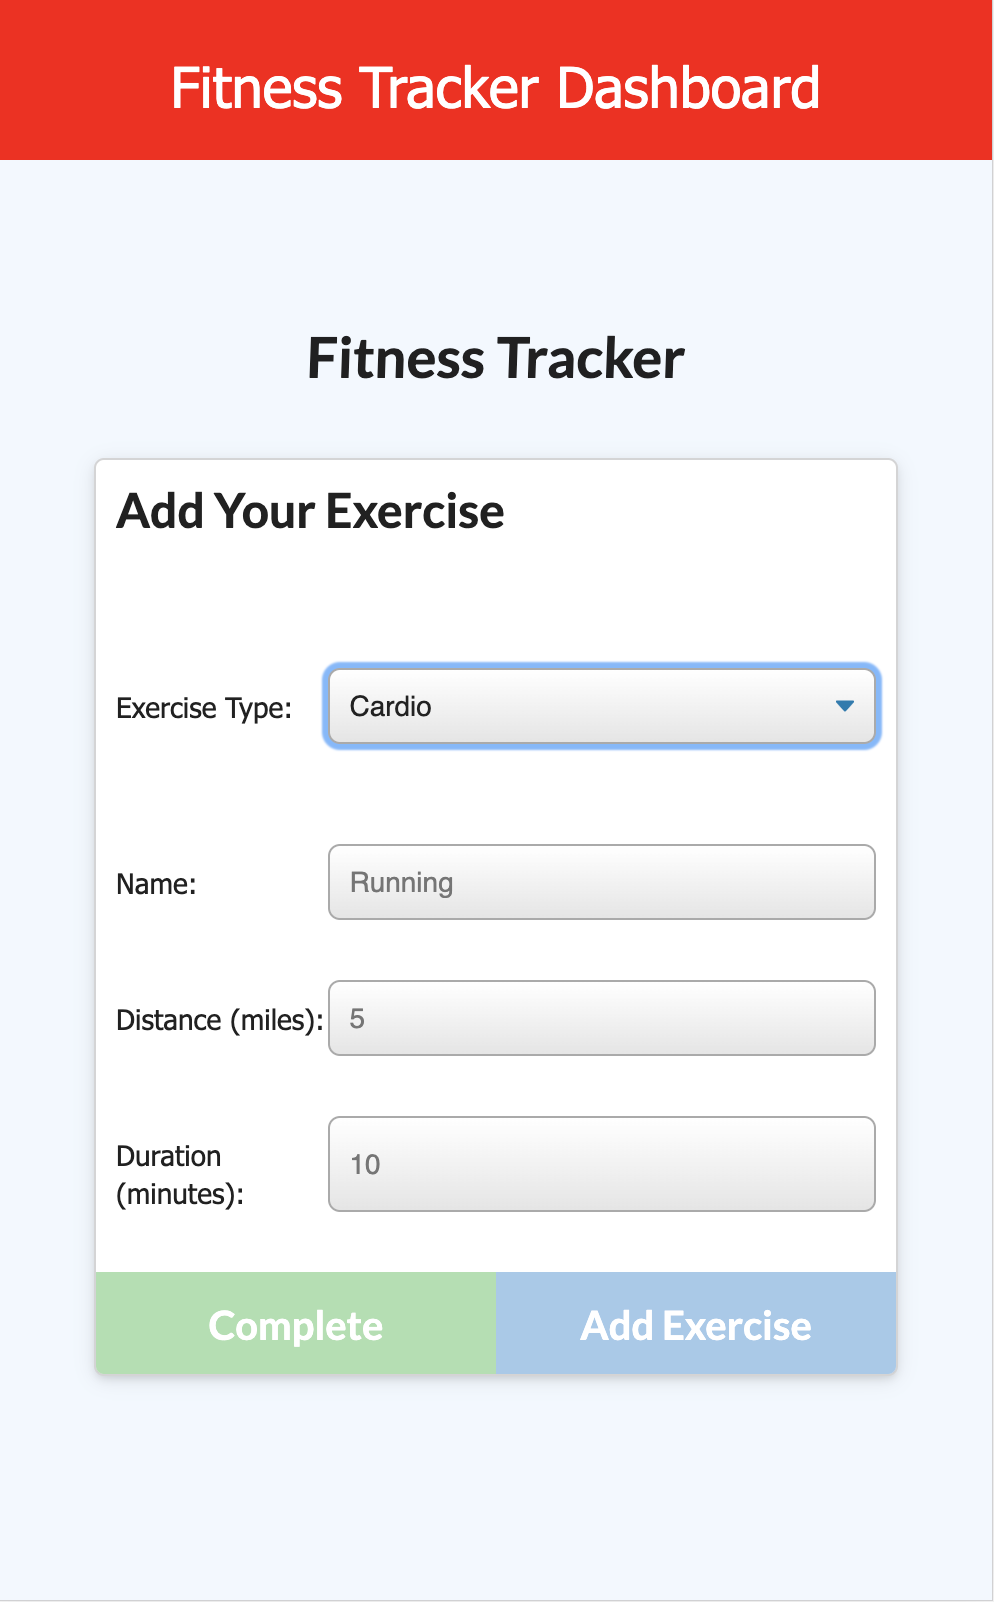 Fitness Tracker Dashboard
Fitness Tracker
Add Your Exercise
Exercise Type: Cardio
Name: Running
Distance (miles): 5
Duration
(minutes): 10
Complete Add Exercise